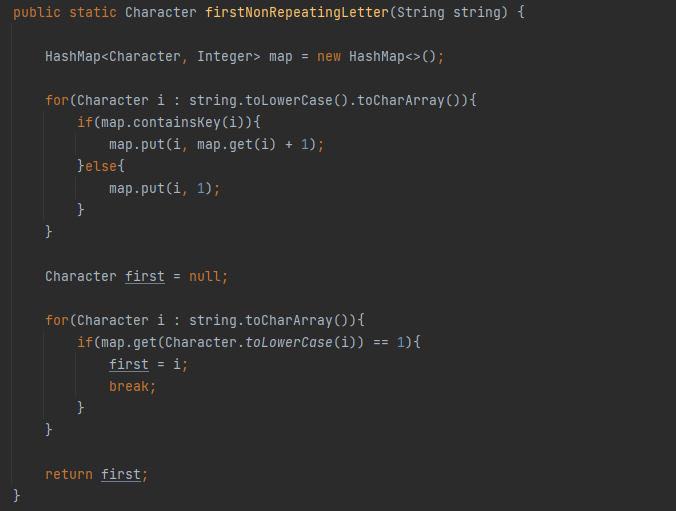 public static Character firstNonRepeatingLetter(String string) {
HashMap<Character, Integer> map = new HashMap<>();
for(Character i : string.toLowerCase().toCharArray()){
if(map.containsKey(i)){
map.put(i, map.get(i) + 1);
}else{
map.put(i, 1);
}
}
Character first = null;
for(Character i : string.toCharArray()){
if(map.get(Character.toLowerCase(i)) == 1){
first = i;
break;
}
}
return first;
}